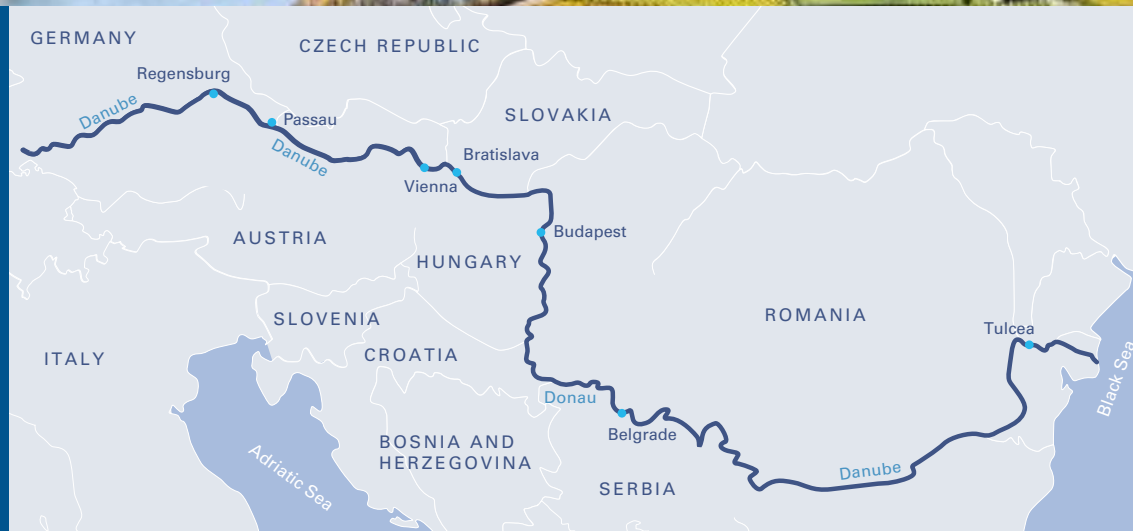 GERMANY
CZECH REPUBLIC
Regensburg
Danube
Passau
SLOVAKIA
Danube
Bratislava
Vienna
AUSTRIA
Budapest
HUNGARY
SLOVENIA
ROMANIA
Tulcea
ITALY
CROATIA
Black Sea
Donau
Belgrade
BOSNIA AND
HERZEGOVINA
Adriatic Sea
Danube
SERBIA